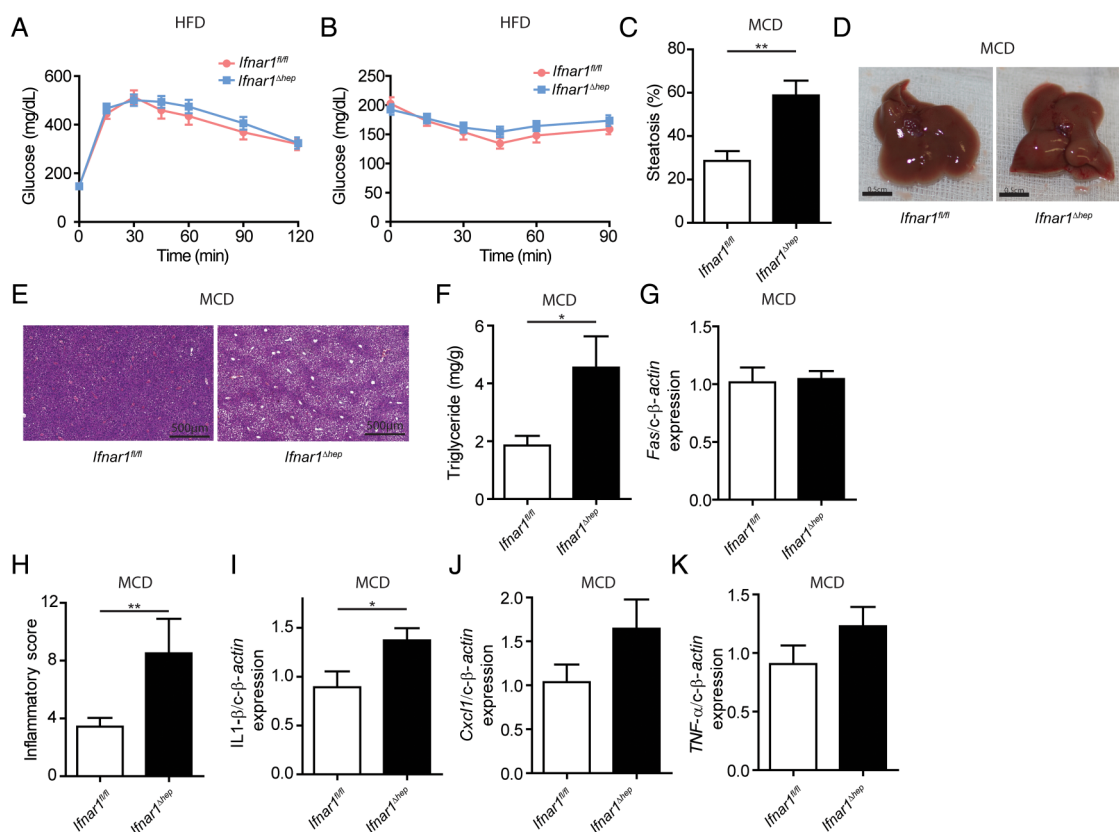 A
HFD
Ifnar1fl/fl
Ifnar1Δhep
Glucose (mg/dL)
600
400
200
0
0 30 60 90 120
Time (min)
B
HFD
Ifnar1fl/fl
Ifnar1Δhep
Glucose (mg/dL)
250
200
150
100
50
0
0 30 60 90
Time (min)
C
MCD
**
Steatosis (%)
80
60
40
20
0
Ifnar1fl/fl
Ifnar1Δhep
D
MCD
0.5cm
0.5cm
Ifnar1fl/fl
Ifnar1Δhep
E
MCD
500μm
500μm
Ifnar1fl/fl
Ifnar1Δhep
F
MCD
*
Triglyceride (mg/g)
6
4
2
0
Ifnar1fl/fl
Ifnar1Δhep
G
MCD
Fas/c-β-actin
expression
1.5
1.0
0.5
0.0
Ifnar1fl/fl
Ifnar1Δhep
H
MCD
**
Inflammatory score
12
8
4
0
Ifnar1fl/fl
Ifnar1Δhep
I
MCD
*
IL1-β/c-β-actin
expression
1.5
1.0
0.5
0.0
Ifnar1fl/fl
Ifnar1Δhep
J
MCD
Cxcl1/c-β-actin
expression
2.0
1.5
1.0
0.5
0.0
Ifnar1fl/fl
Ifnar1Δhep
K
MCD
TNF-α/c-β-actin
expression
1.5
1.0
0.5
0.0
Ifnar1fl/fl
Ifnar1Δhep